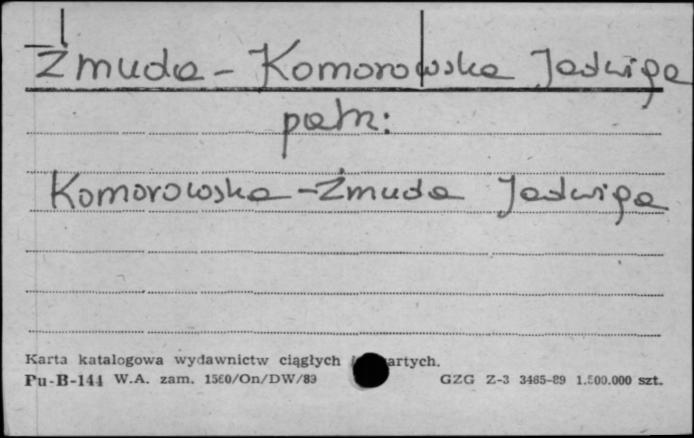 Żmuda - Komorowska Jadwiga
patrz:
Komorowska - Żmuda Jadwiga
Karta katalogowa wydawnictw ciągłych
Pu-B-144 W.A. zam. 1560/On/DW/89 GZG Z-3 3465-89 1.500.000 szt.